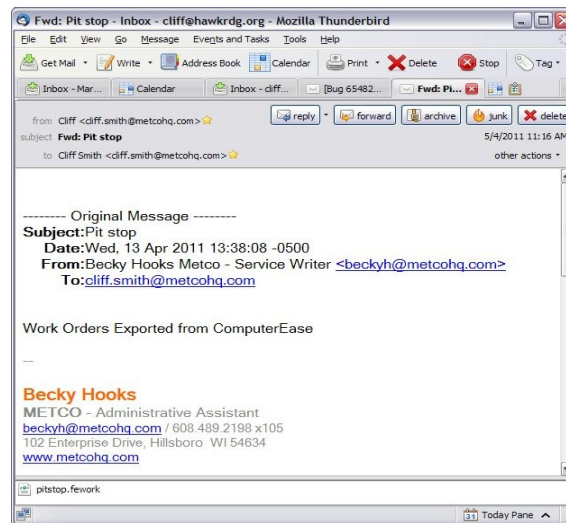 Fwd: Pit stop - Inbox - cliff@hawkrdg.org - Mozilla Thunderbird
File Edit View Go Message Events and Tasks Tools Help
Get Mail Write Address Book Calendar Print Delete Stop Tag
Inbox - Mar... Calendar Inbox - cliff... [Bug 65482... Fwd: Pi...
from Cliff <cliff.smith@metcohq.com> reply forward archive junk delete
subject Fwd: Pit stop 5/4/2011 11:16 AM
to Cliff Smith <cliff.smith@metcohq.com> other actions
-------- Original Message --------
Subject:Pit stop
Date:Wed, 13 Apr 2011 13:38:08 -0500
From:Becky Hooks Metco - Service Writer <beckyh@metcohq.com>
To:cliff.smith@metcohq.com
Work Orders Exported from ComputerEase
--
Becky Hooks
METCO - Administrative Assistant
beckyh@metcohq.com / 608.489.2198 x105
102 Enterprise Drive, Hillsboro WI 54634
www.metcohq.com
pitstop.fework
31 Today Pane